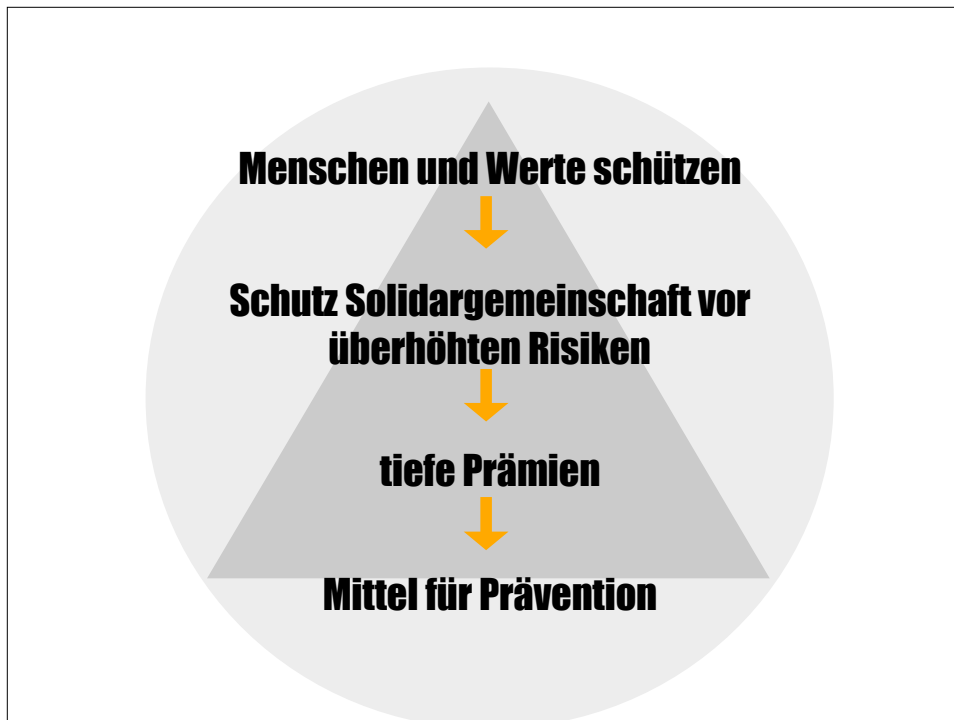 Menschen und Werte schützen
Schutz Solidargemeinschaft vor
überhöhten Risiken
tiefe Prämien
Mittel für Prävention